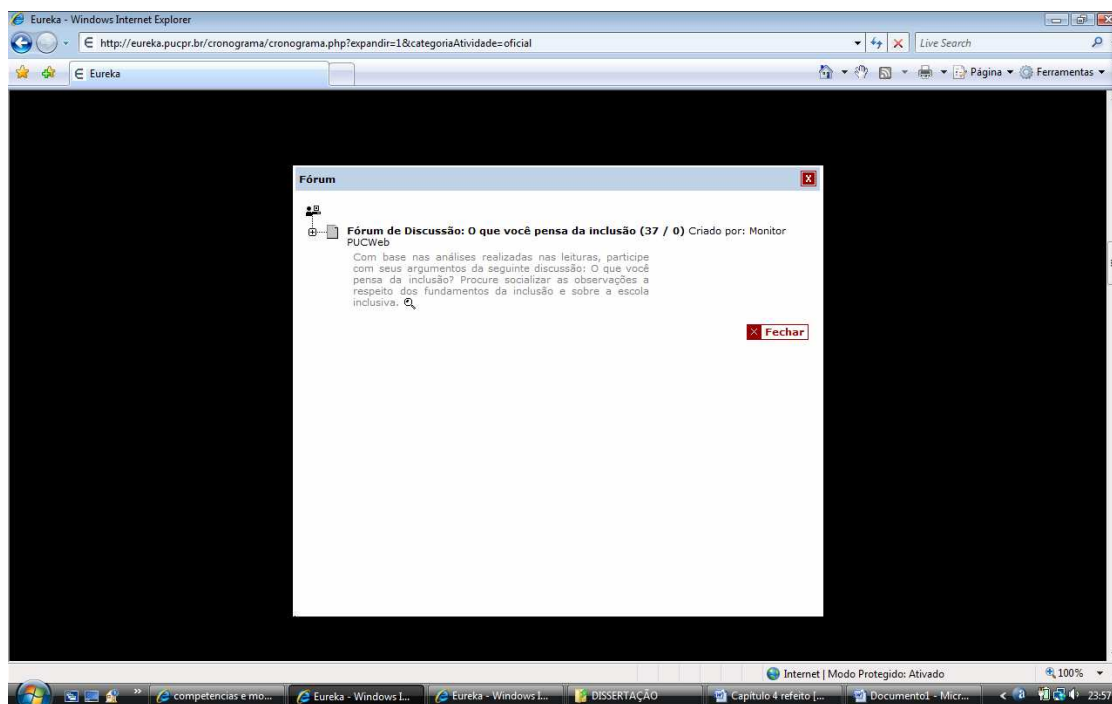 Eureka - Windows Internet Explorer
http://eureka.pucpr.br/cronograma/cronograma.php?expandir=1&categoriaAtividade=oficial
Live Search
Eureka
Página
Ferramentas
Fórum
Fórum de Discussão: O que você pensa da inclusão (37 / 0) Criado por: Monitor
PUCWeb
Com base nas análises realizadas nas leituras, participe
com seus argumentos da seguinte discussão: O que você
pensa da inclusão? Procure socializar as observações a
respeito dos fundamentos da inclusão e sobre a escola
inclusiva.
Fechar
Internet | Modo Protegido: Ativado
100%
competencias e mo...
Eureka - Windows I...
Eureka - Windows I...
DISSERTAÇÃO
Capítulo 4 refeito [...
Documento1 - Micr...
23:57